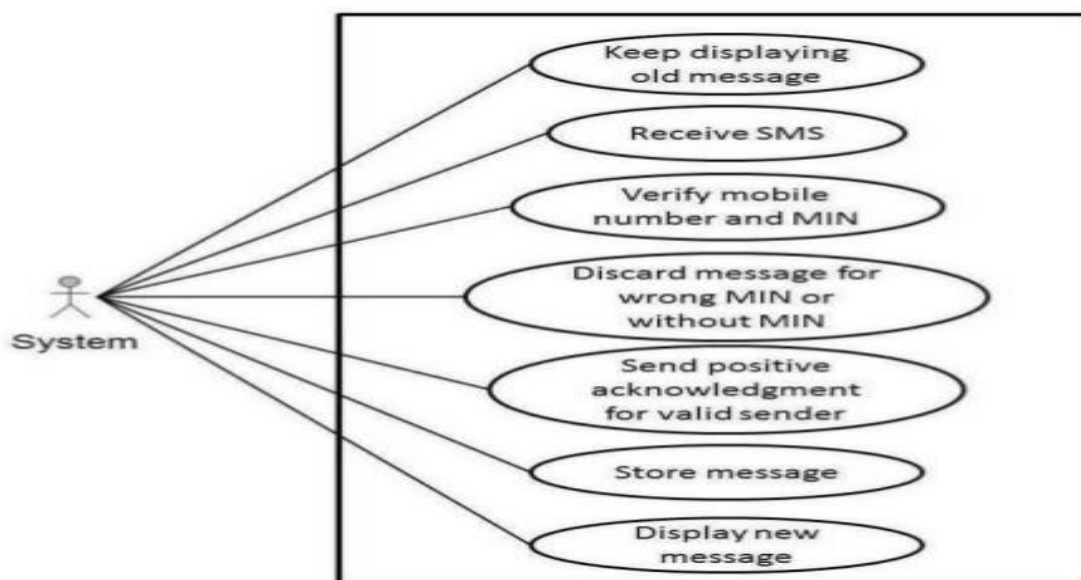 Keep displaying
old message
Receive SMS
Verify mobile
number and MIN
Discard message for
wrong MIN or
without MIN
System
Send positive
acknowledgment
for valid sender
Store message
Display new
message